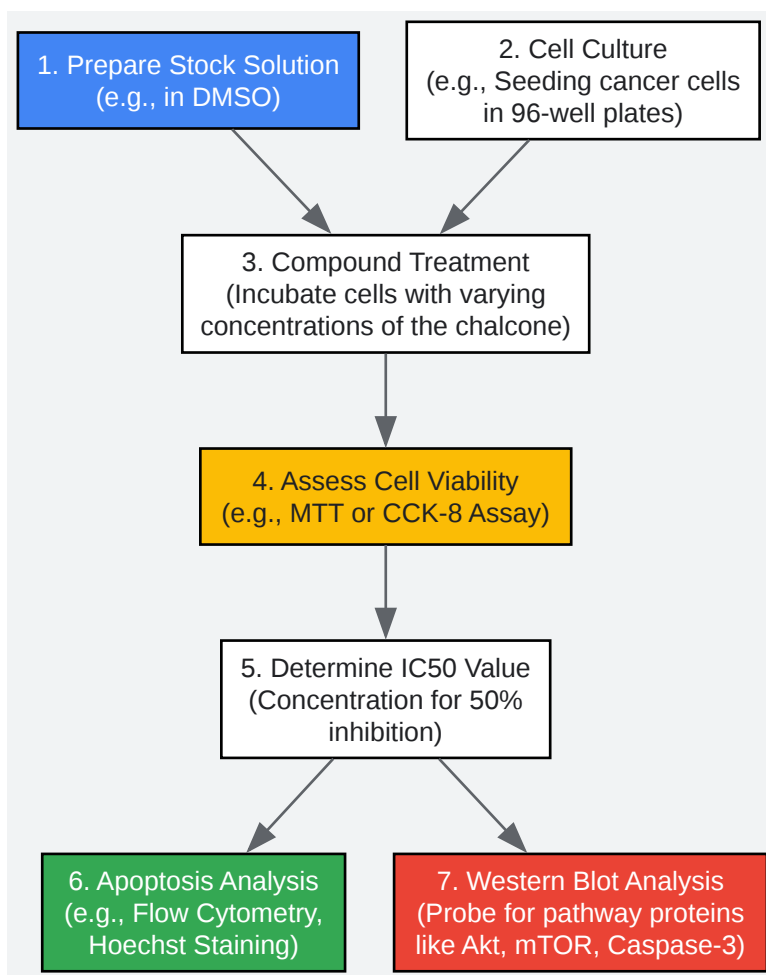 1. Prepare Stock Solution
(e.g., in DMSO)
2. Cell Culture
(e.g., Seeding cancer cells
in 96-well plates)
3. Compound Treatment
(Incubate cells with varying
concentrations of the chalcone)
4. Assess Cell Viability
(e.g., MTT or CCK-8 Assay)
5. Determine IC50 Value
(Concentration for 50%
inhibition)
6. Apoptosis Analysis
(e.g., Flow Cytometry,
Hoechst Staining)
7. Western Blot Analysis
(Probe for pathway proteins
like Akt, mTOR, Caspase-3)